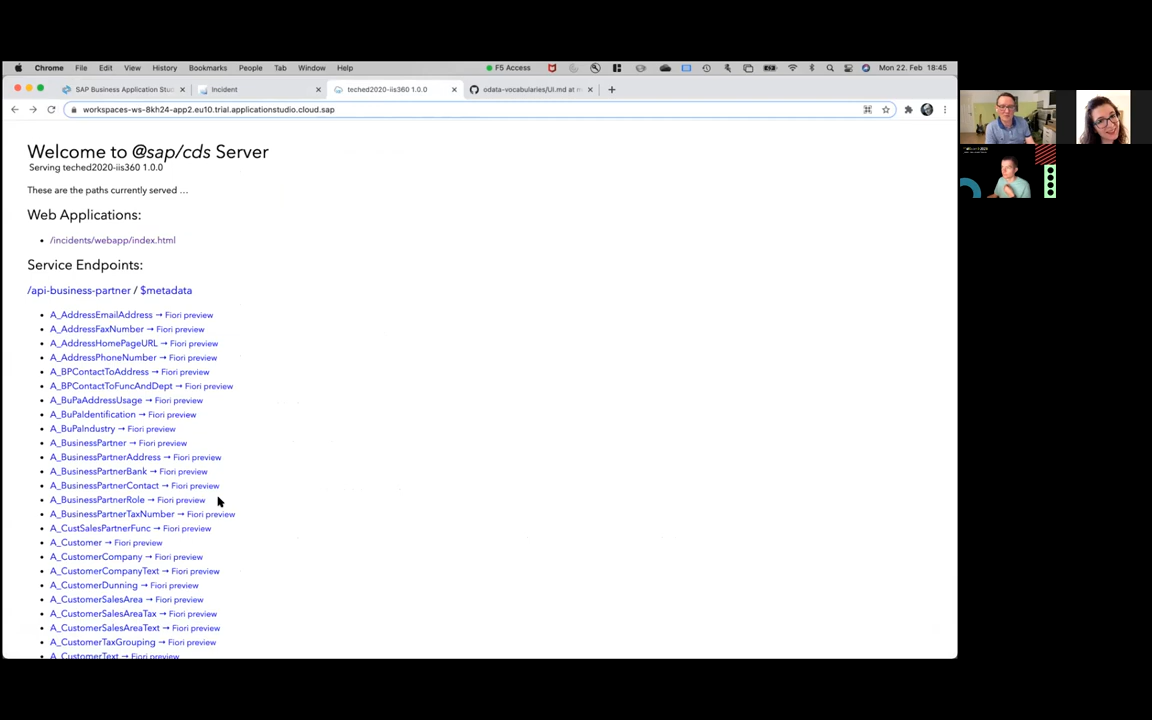 Chrome File Edit View History Bookmarks People Tab Window Help F5 Access Mon 22. Feb 18:45
SAP Business Application Stu Incident teched2020-iis360 1.0.0 odata-vocabularies/UI.md at m
workspaces-ws-8kh24-app2.eu10.trial.applicationstudio.cloud.sap
Welcome to @sap/cds Server
Serving teched2020-iis360 1.0.0
These are the paths currently served ...
Web Applications:
• /incidents/webapp/index.html
Service Endpoints:
/api-business-partner / $metadata
• A_AddressEmailAddress → Fiori preview
• A_AddressFaxNumber → Fiori preview
• A_AddressHomePageURL → Fiori preview
• A_AddressPhoneNumber → Fiori preview
• A_BPContactToAddress → Fiori preview
• A_BPContactToFuncAndDept → Fiori preview
• A_BuPaAddressUsage → Fiori preview
• A_BuPaIdentification → Fiori preview
• A_BuPaIndustry → Fiori preview
• A_BusinessPartner → Fiori preview
• A_BusinessPartnerAddress → Fiori preview
• A_BusinessPartnerBank → Fiori preview
• A_BusinessPartnerContact → Fiori preview
• A_BusinessPartnerRole → Fiori preview
• A_BusinessPartnerTaxNumber → Fiori preview
• A_CustSalesPartnerFunc → Fiori preview
• A_Customer → Fiori preview
• A_CustomerCompany → Fiori preview
• A_CustomerCompanyText → Fiori preview
• A_CustomerDunning → Fiori preview
• A_CustomerSalesArea → Fiori preview
• A_CustomerSalesAreaTax → Fiori preview
• A_CustomerSalesAreaText → Fiori preview
• A_CustomerTaxGrouping → Fiori preview
• A_CustomerText → Fiori preview